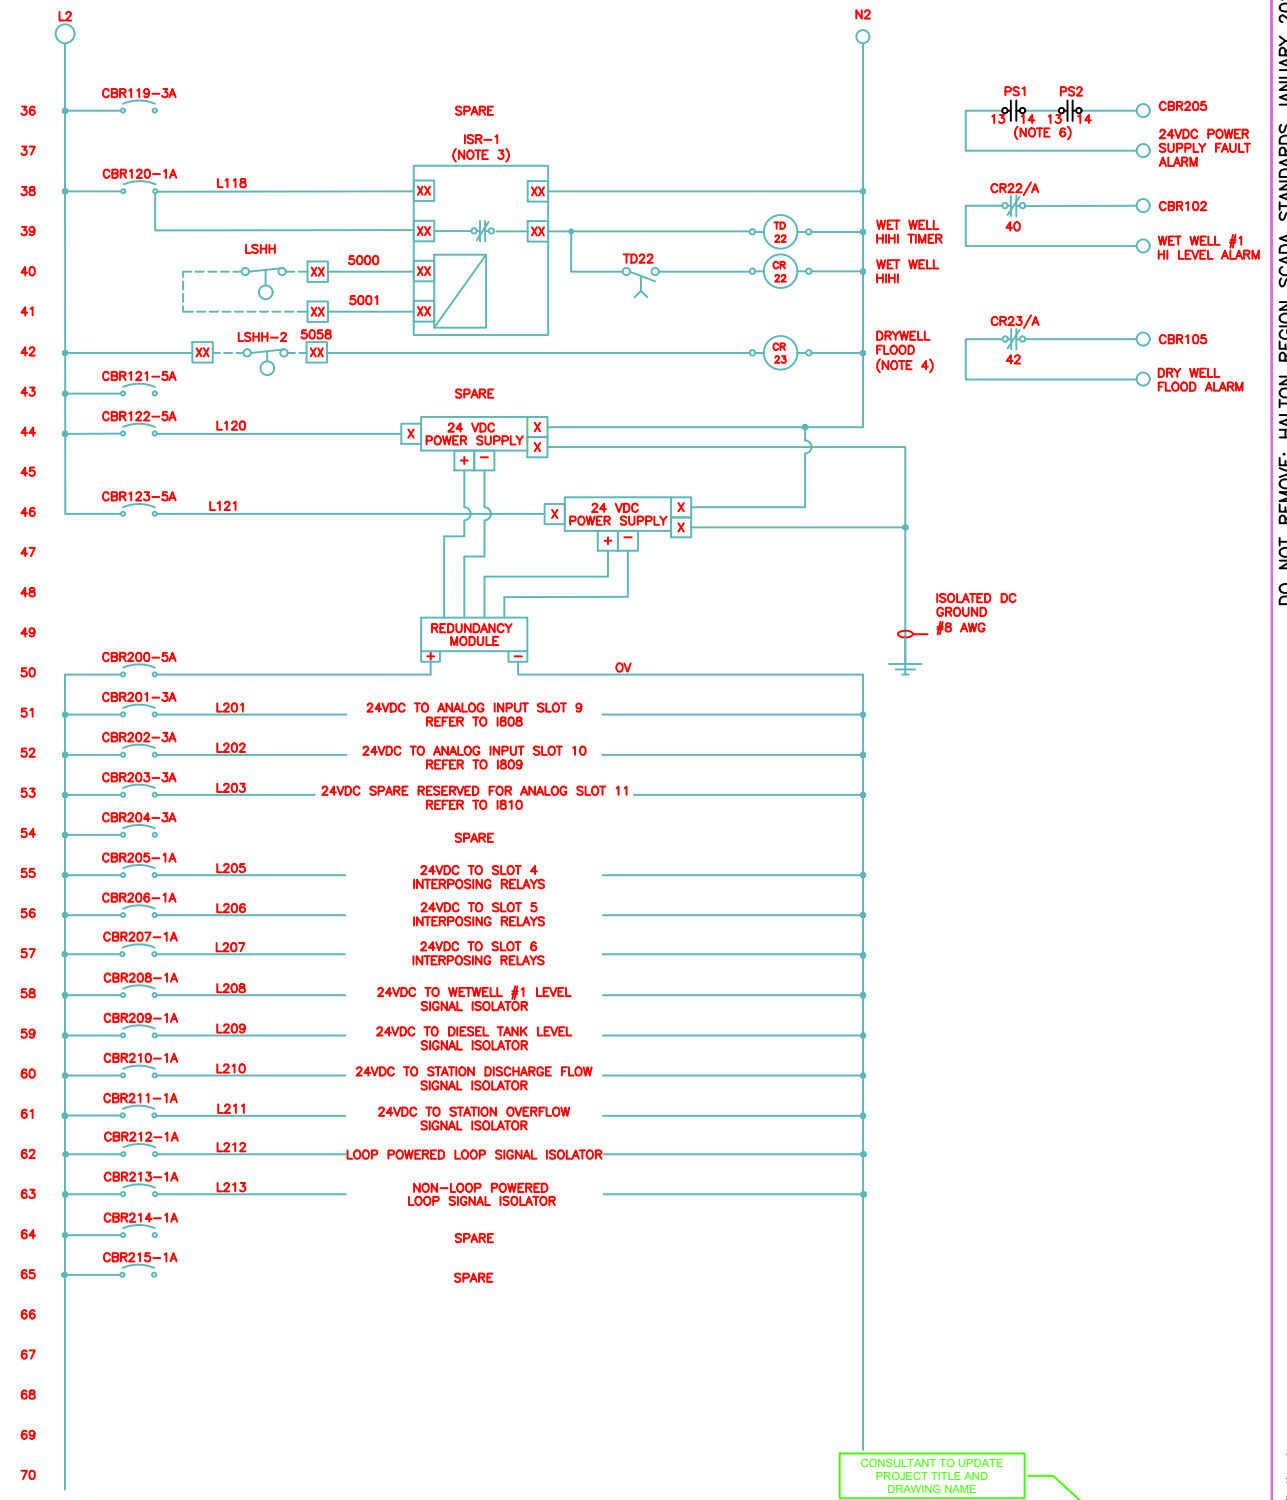 L2
N2
36
CBR119-3A
SPARE
37
ISR-1
(NOTE 3)
38
CBR120-1A
L118
XX
XX
39
XX
XX
TD
22
WET WELL
HIHI TIMER
40
LSHH
XX
5000
XX
TD22
CR
22
WET WELL
HIHI
41
XX
5001
XX
42
XX
LSHH-2
5058
XX
CR
23
DRYWELL
FLOOD
(NOTE 4)
43
CBR121-5A
SPARE
44
CBR122-5A
L120
X
24 VDC
POWER SUPPLY
X
X
+
−
45
46
CBR123-5A
L121
X
24 VDC
POWER SUPPLY
X
X
+
−
47
48
49
REDUNDANCY
MODULE
+
−
ISOLATED DC
GROUND
#8 AWG
50
CBR200-5A
0V
51
CBR201-3A
L201
24VDC TO ANALOG INPUT SLOT 9
REFER TO I808
52
CBR202-3A
L202
24VDC TO ANALOG INPUT SLOT 10
REFER TO I809
53
CBR203-3A
L203
24VDC SPARE RESERVED FOR ANALOG SLOT 11
REFER TO I810
54
CBR204-3A
SPARE
55
CBR205-1A
L205
24VDC TO SLOT 4
INTERPOSING RELAYS
56
CBR206-1A
L206
24VDC TO SLOT 5
INTERPOSING RELAYS
57
CBR207-1A
L207
24VDC TO SLOT 6
INTERPOSING RELAYS
58
CBR208-1A
L208
24VDC TO WETWELL #1 LEVEL
SIGNAL ISOLATOR
59
CBR209-1A
L209
24VDC TO DIESEL TANK LEVEL
SIGNAL ISOLATOR
60
CBR210-1A
L210
24VDC TO STATION DISCHARGE FLOW
SIGNAL ISOLATOR
61
CBR211-1A
L211
24VDC TO STATION OVERFLOW
SIGNAL ISOLATOR
62
CBR212-1A
L212
LOOP POWERED LOOP SIGNAL ISOLATOR
63
CBR213-1A
L213
NON-LOOP POWERED
LOOP SIGNAL ISOLATOR
64
CBR214-1A
SPARE
65
CBR215-1A
SPARE
66
67
68
69
70
PS1
PS2
13 14
13 14
(NOTE 6)
CBR205
24VDC POWER
SUPPLY FAULT
ALARM
CR22/A
40
CBR102
WET WELL #1
HI LEVEL ALARM
CR23/A
42
CBR105
DRY WELL
FLOOD ALARM
CONSULTANT TO UPDATE
PROJECT TITLE AND
DRAWING NAME
DO NOT REMOVE: HALTON REGION SCADA STANDARDS JANUARY